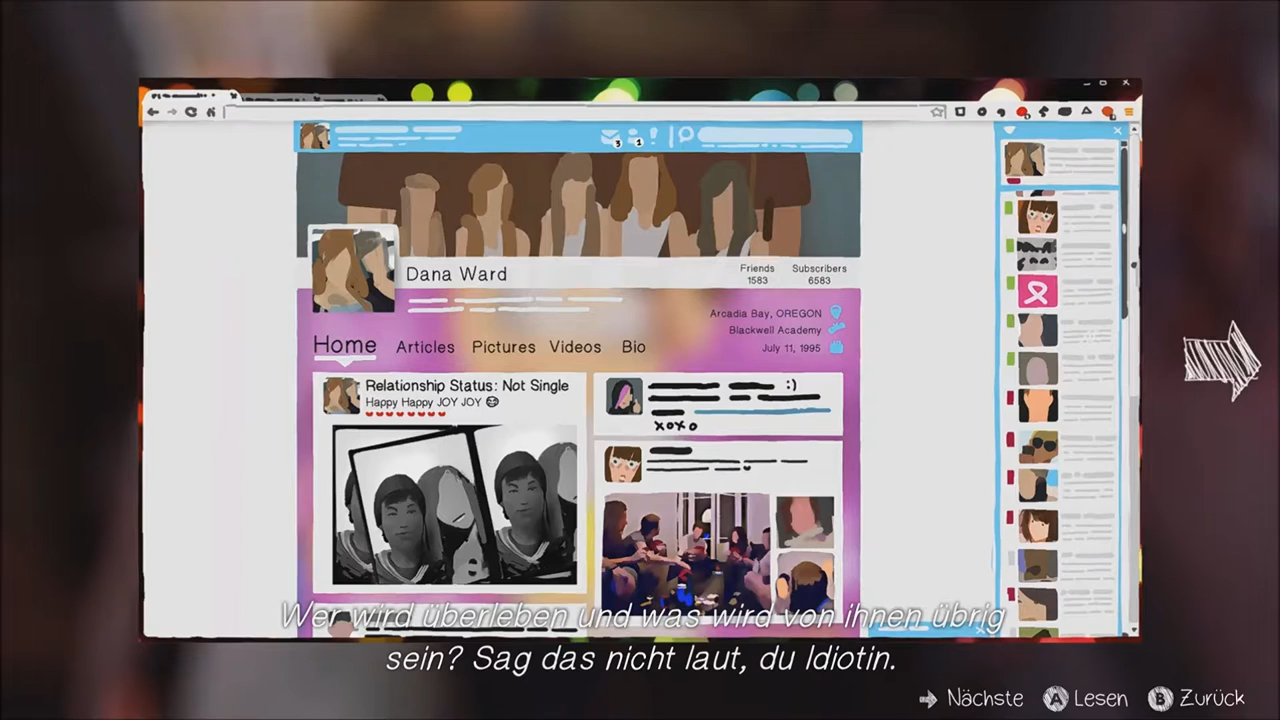 3
1
Dana Ward
Friends
1583
Subscribers
6583
Arcadia Bay, OREGON
Blackwell Academy
July 11, 1995
Home Articles Pictures Videos Bio
Relationship Status: Not Single
Happy Happy JOY JOY
:)
xoxo
Wer wird überleben und was wird von ihnen übrig
sein? Sag das nicht laut, du Idiotin.
Nächste A Lesen B Zurück